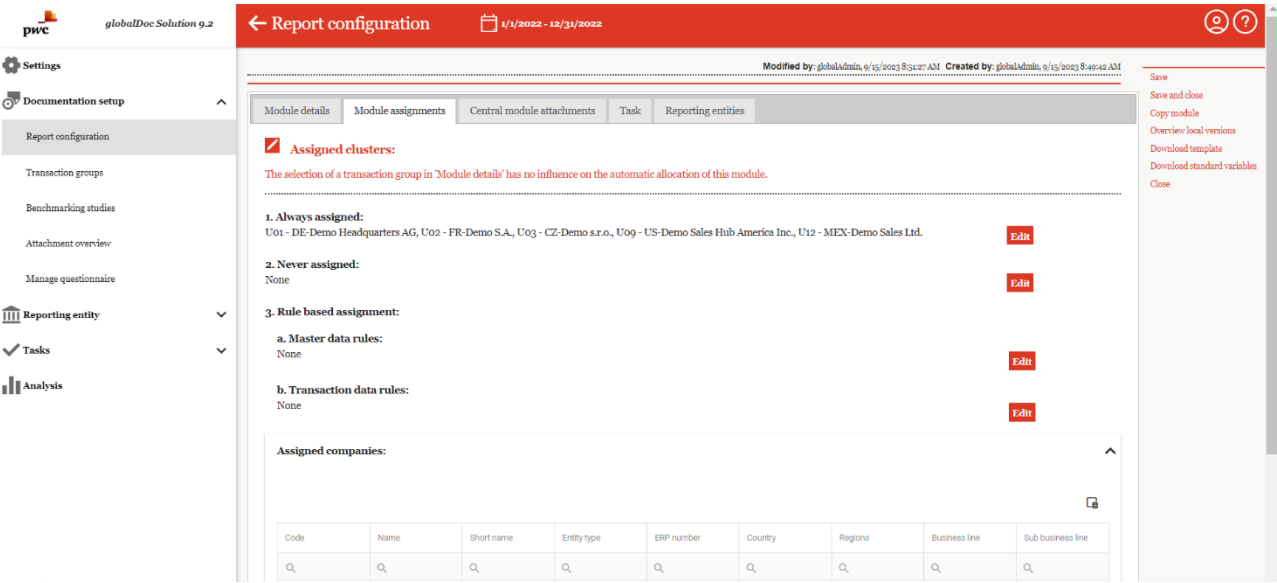 pwc
globalDoc Solution 9.2
Report configuration
1/1/2022 - 12/31/2022
?
Settings
Documentation setup
Report configuration
Transaction groups
Benchmarking studies
Attachment overview
Manage questionnaire
Reporting entity
Tasks
Analysis
Modified by: globalAdmin, 9/15/2023 8:51:27 AM Created by: globalAdmin, 9/15/2023 8:49:42 AM
Module details
Module assignments
Central module attachments
Task
Reporting entities
Assigned clusters:
The selection of a transaction group in 'Module details' has no influence on the automatic allocation of this module.
1. Always assigned:
U01 - DE-Demo Headquarters AG, U02 - FR-Demo S.A., U03 - CZ-Demo s.r.o., U09 - US-Demo Sales Hub America Inc., U12 - MEX-Demo Sales Ltd.
Edit
2. Never assigned:
None
Edit
3. Rule based assignment:
a. Master data rules:
None
Edit
b. Transaction data rules:
None
Edit
Assigned companies:
Code
Name
Short name
Entity type
ERP number
Country
Regions
Business line
Sub business line
Save
Save and close
Copy module
Overview local versions
Download template
Download standard variables
Close